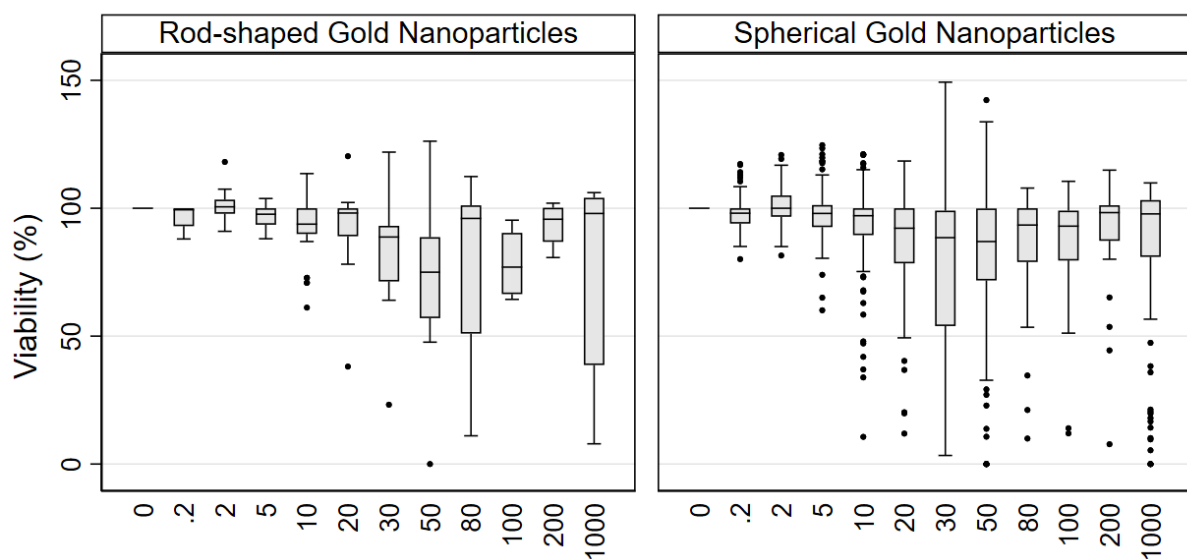 Rod-shaped Gold Nanoparticles Spherical Gold Nanoparticles
Viability (%)
150
100
50
0
0 .2 2 5 10 20 30 50 80 100 200 1000
0 .2 2 5 10 20 30 50 80 100 200 1000